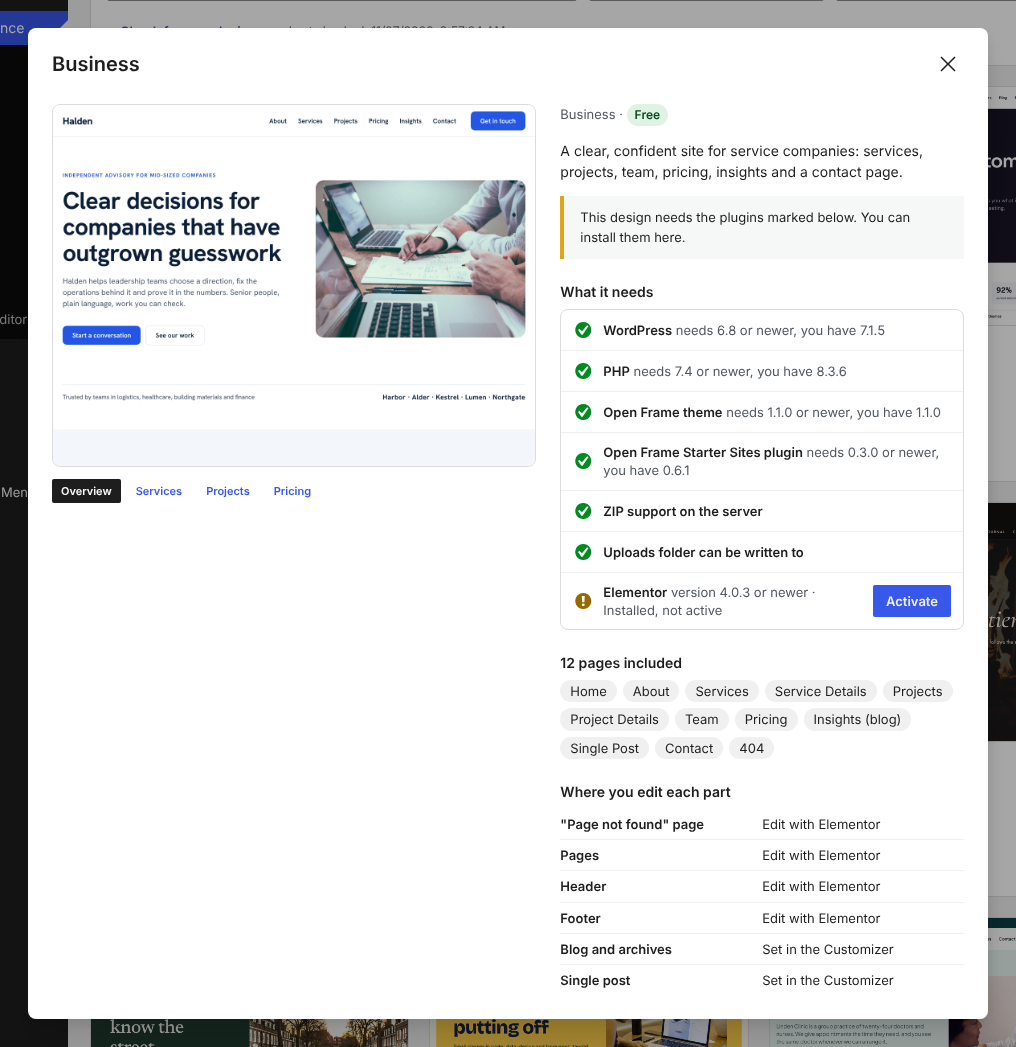 Business
Halden
About Services Projects Pricing Insights Contact Get in touch
INDEPENDENT ADVISORY FOR MID-SIZED COMPANIES
Clear decisions for
companies that have
outgrown guesswork
Halden helps leadership teams choose a direction, fix the
operations behind it and prove it in the numbers. Senior people,
plain language, work you can check.
Start a conversation See our work
Trusted by teams in logistics, healthcare, building materials and finance
Harbor · Alder · Kestrel · Lumen · Northgate
Overview Services Projects Pricing
Business · Free
A clear, confident site for service companies: services,
projects, team, pricing, insights and a contact page.
This design needs the plugins marked below. You can
install them here.
What it needs
WordPress needs 6.8 or newer, you have 7.1.5
PHP needs 7.4 or newer, you have 8.3.6
Open Frame theme needs 1.1.0 or newer, you have 1.1.0
Open Frame Starter Sites plugin needs 0.3.0 or newer,
you have 0.6.1
ZIP support on the server
Uploads folder can be written to
Elementor version 4.0.3 or newer ·
Installed, not active
Activate
12 pages included
Home About Services Service Details Projects
Project Details Team Pricing Insights (blog)
Single Post Contact 404
Where you edit each part
"Page not found" page Edit with Elementor
Pages Edit with Elementor
Header Edit with Elementor
Footer Edit with Elementor
Blog and archives Set in the Customizer
Single post Set in the Customizer
92%
know the
street
putting off